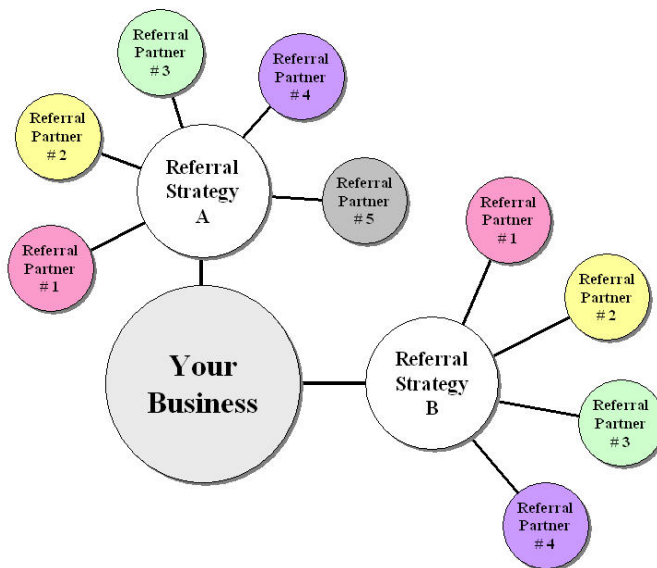 Referral
Partner
# 3
Referral
Partner
# 4
Referral
Partner
# 2
Referral
Strategy
A
Referral
Partner
# 5
Referral
Partner
# 1
Referral
Partner
# 1
Referral
Partner
# 2
Your
Business
Referral
Strategy
B
Referral
Partner
# 3
Referral
Partner
# 4